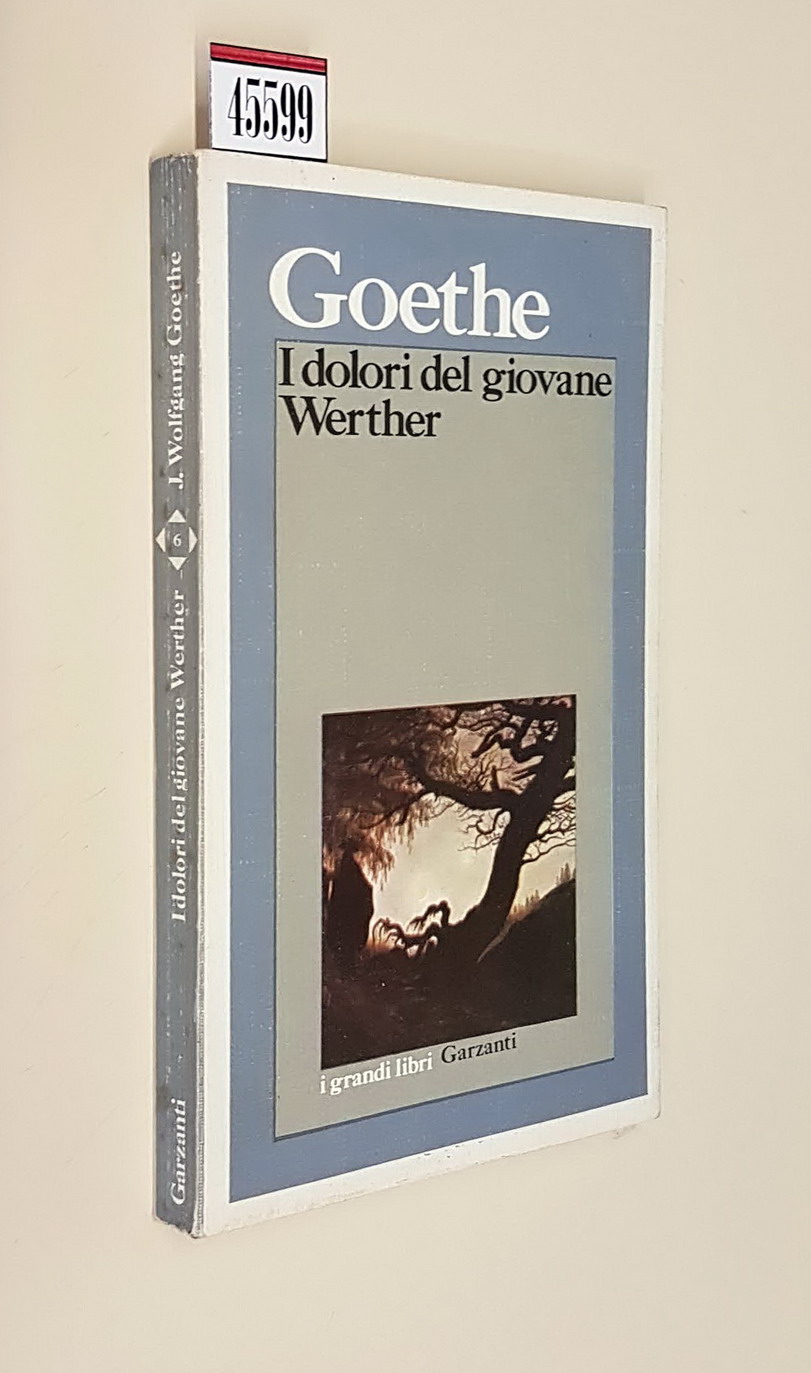 45599
Goethe
I dolori del giovane
Werther
i grandi libri Garzanti
J. Wolfgang Goethe
6
I dolori del giovane Werther
Garzanti